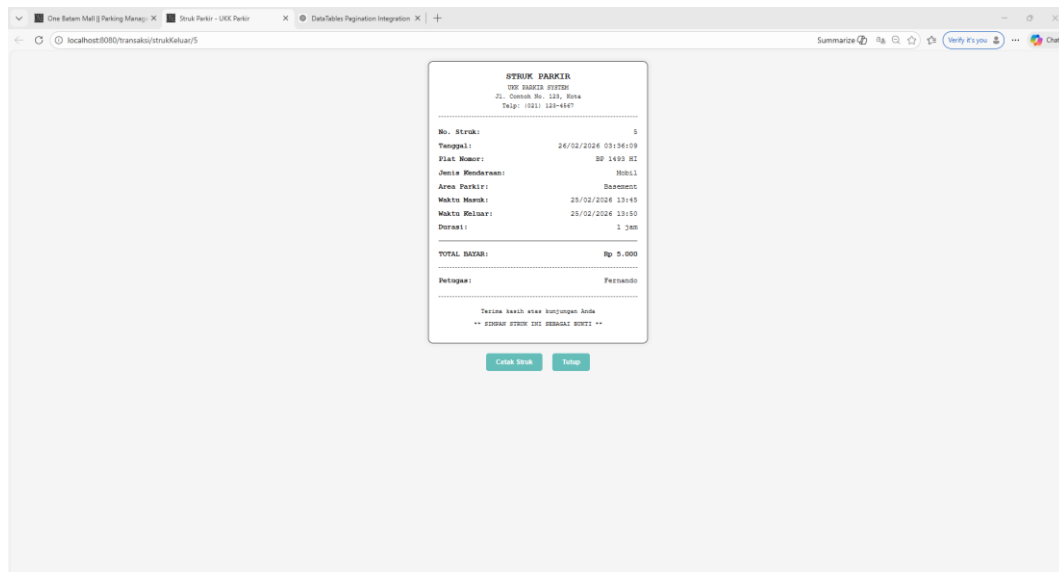 One Batam Mall || Parking Manage
Struk Parkir - UKK Parkir
DataTables Pagination Integration
localhost:8080/transaksi/strukKeluar/5
Summarize
Verify it's you
Chat
STRUK PARKIR
UKK PARKIR SYSTEM
Jl. Contoh No. 123, Kota
Telp: (021) 123-4567
No. Struk: 5
Tanggal: 26/02/2026 03:36:09
Plat Nomor: BP 1493 HI
Jenis Kendaraan: Mobil
Area Parkir: Basement
Waktu Masuk: 25/02/2026 13:45
Waktu Keluar: 25/02/2026 13:50
Durasi: 1 jam
TOTAL BAYAR: Rp 5.000
Petugas: Fernando
Terima kasih atas kunjungan Anda
** SIMPAN STRUK INI SEBAGAI BUKTI **
Cetak Struk Tutup